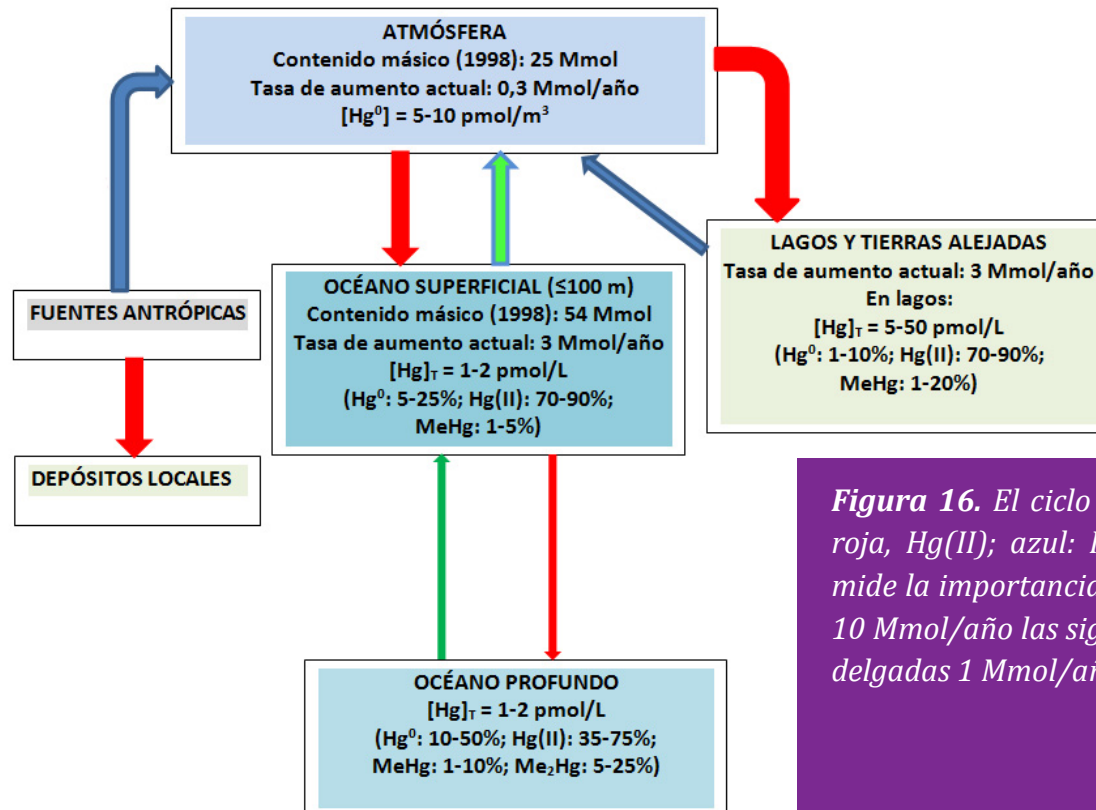 ATMÓSFERA
Contenido másico (1998): 25 Mmol
Tasa de aumento actual: 0,3 Mmol/año
[Hg⁰] = 5-10 pmol/m³
LAGOS Y TIERRAS ALEJADAS
Tasa de aumento actual: 3 Mmol/año
En lagos:
[Hg]T = 5-50 pmol/L
(Hg⁰: 1-10%; Hg(II): 70-90%;
MeHg: 1-20%)
OCÉANO SUPERFICIAL (≤100 m)
Contenido másico (1998): 54 Mmol
Tasa de aumento actual: 3 Mmol/año
[Hg]T = 1-2 pmol/L
(Hg⁰: 5-25%; Hg(II): 70-90%;
MeHg: 1-5%)
FUENTES ANTRÓPICAS
DEPÓSITOS LOCALES
OCÉANO PROFUNDO
[Hg]T = 1-2 pmol/L
(Hg⁰: 10-50%; Hg(II): 35-75%;
MeHg: 1-10%; Me₂Hg: 5-25%)
Figura 16. El ciclo
roja, Hg(II); azul:
mide la importancia
10 Mmol/año las sig
delgadas 1 Mmol/añ